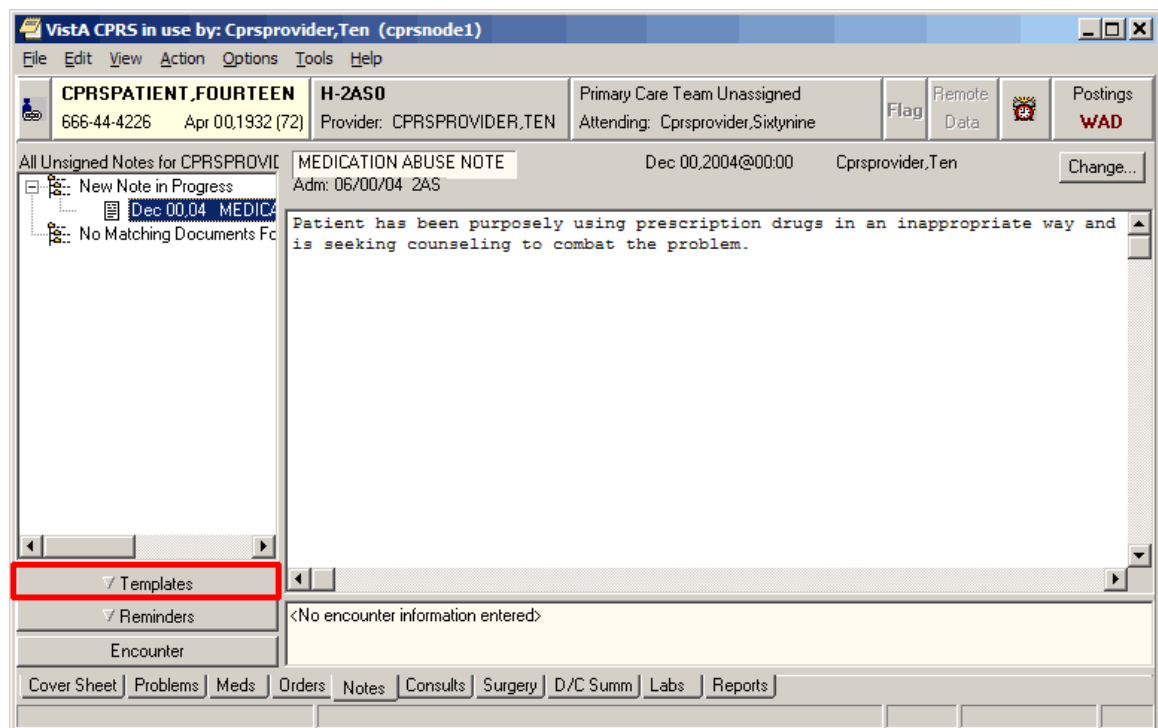 VistA CPRS in use by: Cprsprovider,Ten (cprsnode1)
File Edit View Action Options Tools Help
CPRSPATIENT,FOURTEEN H-2AS0 Primary Care Team Unassigned Flag Remote Data Postings
666-44-4226 Apr 00,1932 (72) Provider: CPRSPROVIDER,TEN Attending: Cprsprovider,Sixtynine WAD
All Unsigned Notes for CPRSPROVIE MEDICATION ABUSE NOTE Dec 00,2004@00:00 Cprsprovider,Ten Change...
Adm: 06/00/04 2AS
New Note in Progress
Dec 00,04 MEDICA
No Matching Documents Fo
Patient has been purposely using prescription drugs in an inappropriate way and
is seeking counseling to combat the problem.
Templates
Reminders
Encounter
<No encounter information entered>
Cover Sheet Problems Meds Orders Notes Consults Surgery D/C Summ Labs Reports